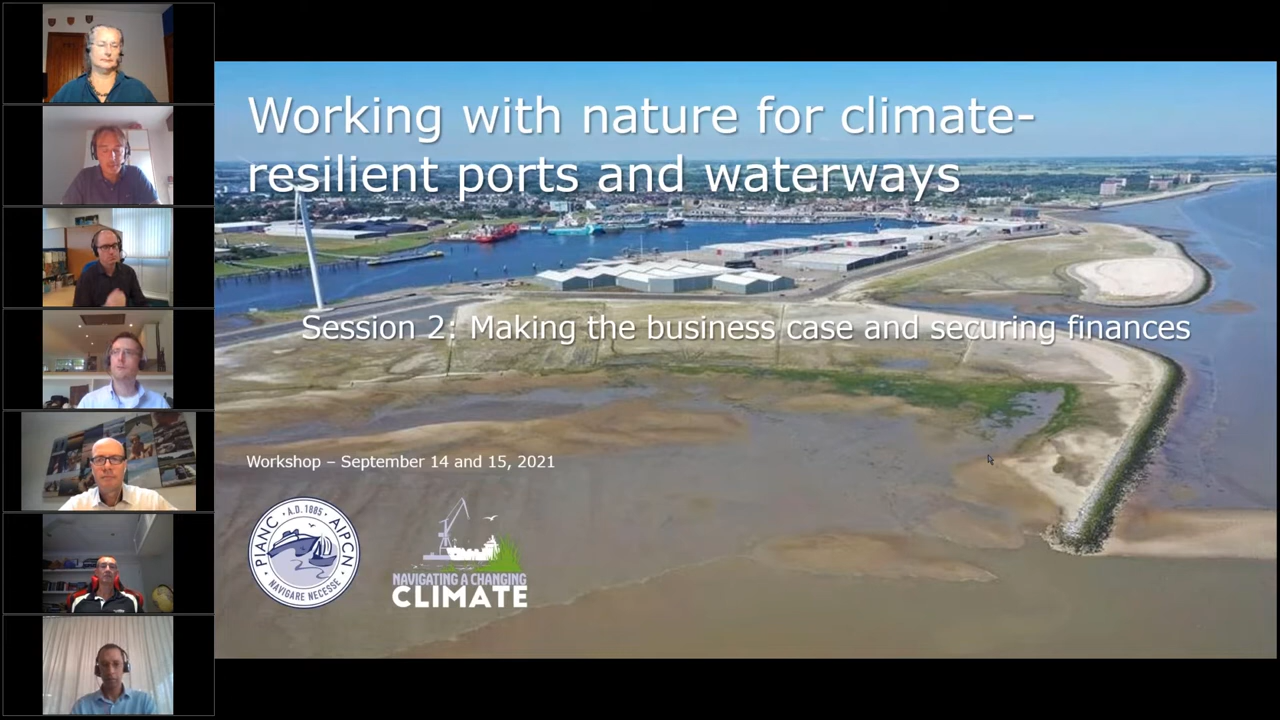 Working with nature for climate-
resilient ports and waterways
Session 2: Making the business case and securing finances
Workshop – September 14 and 15, 2021
PIANC · A.D. 1885 · AIPCN
· NAVIGARE NECESSE ·
NAVIGATING A CHANGING
CLIMATE